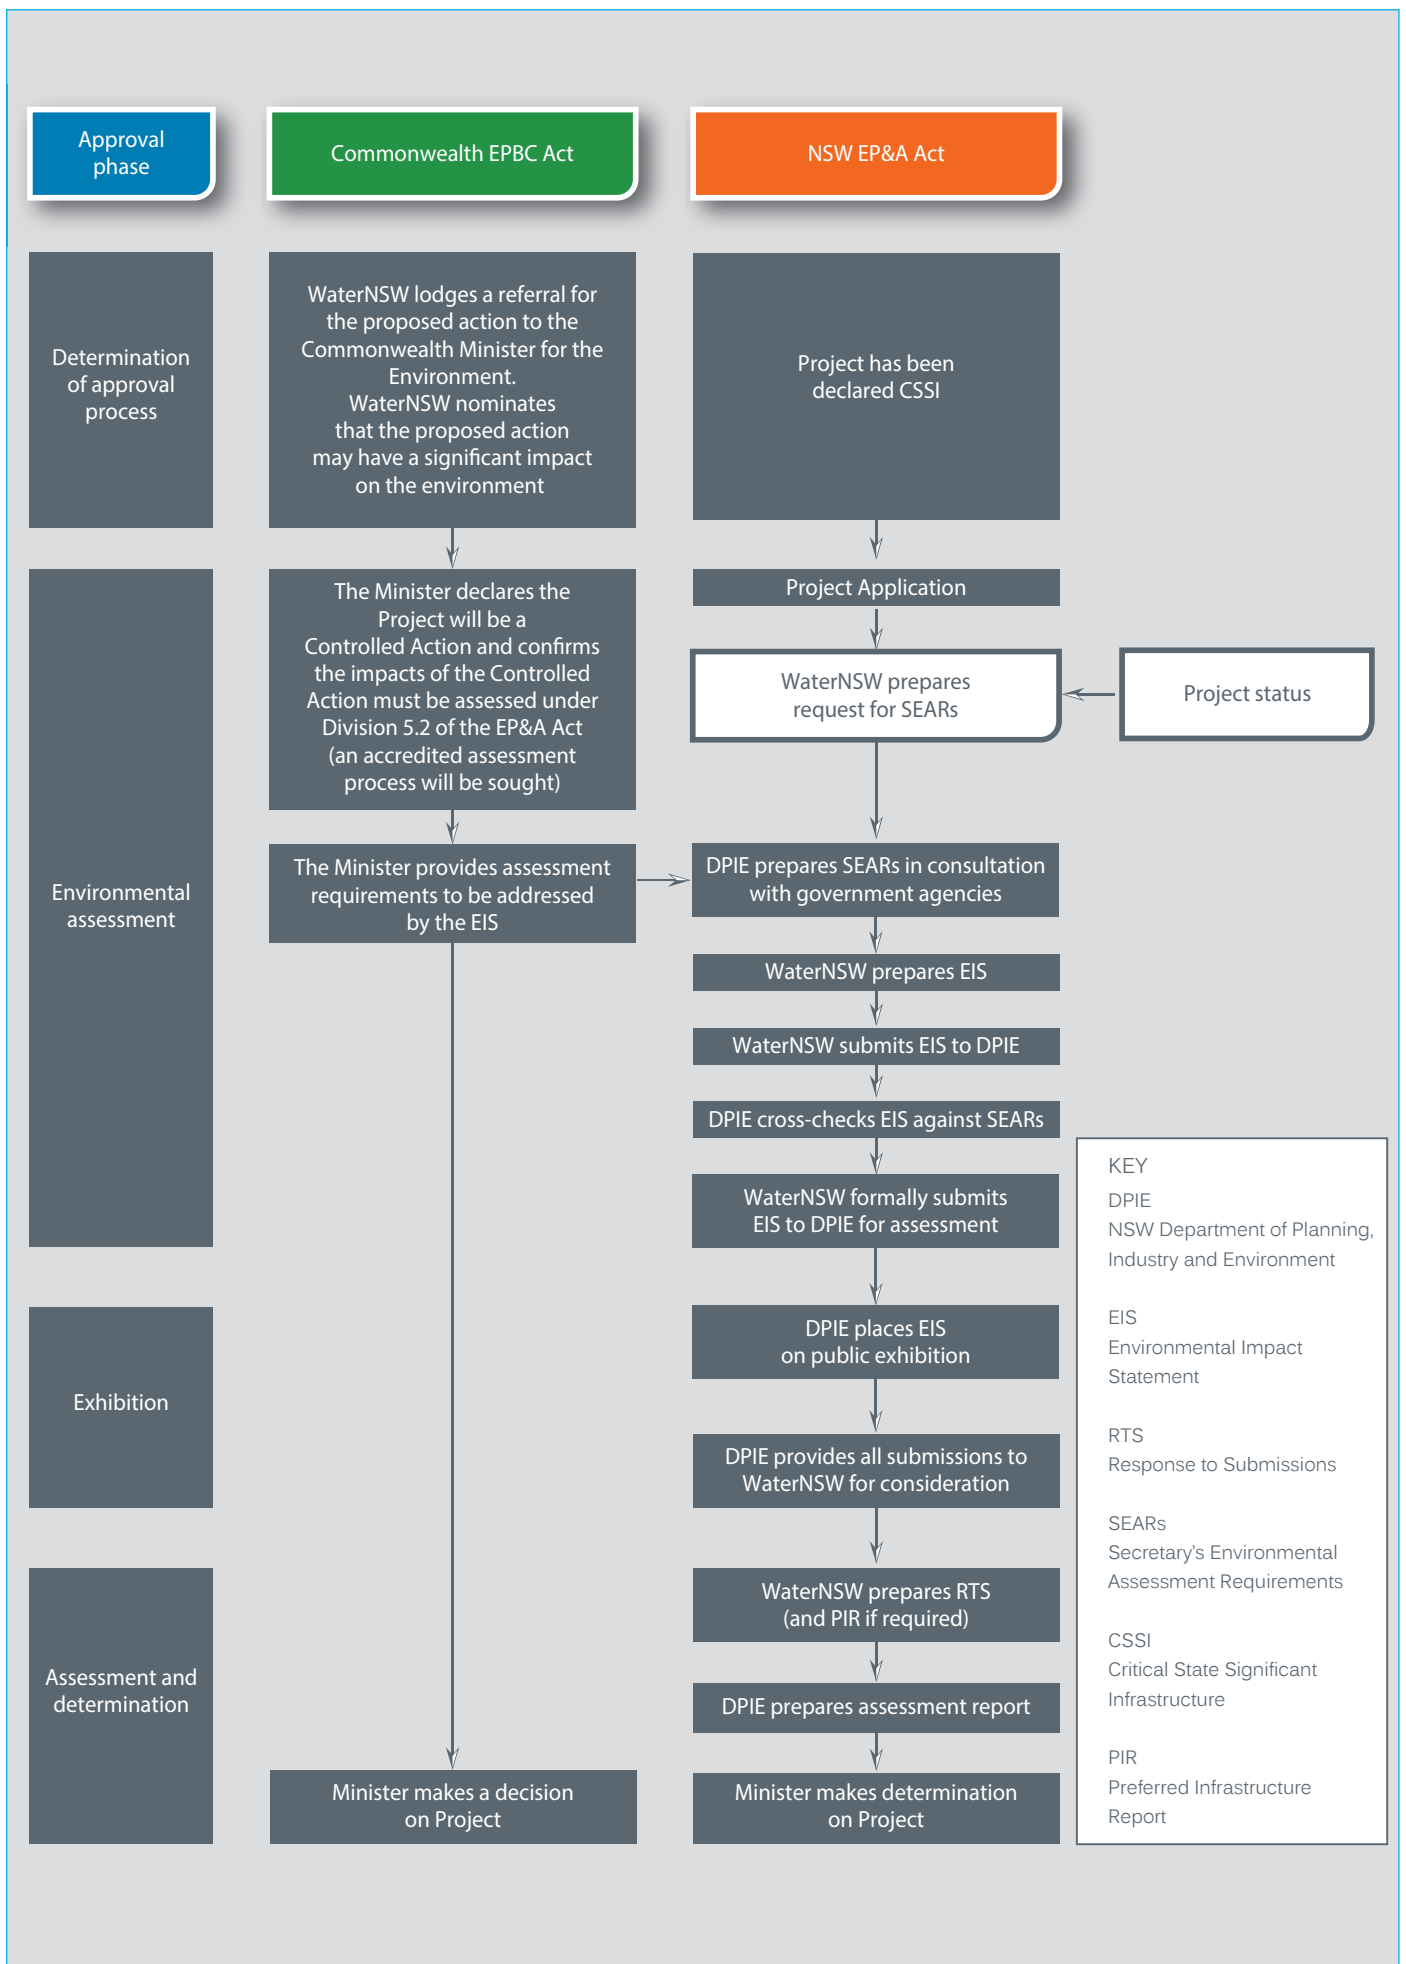 Approval
phase
Commonwealth EPBC Act
NSW EP&A Act
Determination
of approval
process
WaterNSW lodges a referral for
the proposed action to the
Commonwealth Minister for the
Environment.
WaterNSW nominates
that the proposed action
may have a significant impact
on the environment
Project has been
declared CSSI
Environmental
assessment
The Minister declares the
Project will be a
Controlled Action and confirms
the impacts of the Controlled
Action must be assessed under
Division 5.2 of the EP&A Act
(an accredited assessment
process will be sought)
Project Application
WaterNSW prepares
request for SEARs
Project status
The Minister provides assessment
requirements to be addressed
by the EIS
DPIE prepares SEARs in consultation
with government agencies
WaterNSW prepares EIS
WaterNSW submits EIS to DPIE
DPIE cross-checks EIS against SEARs
WaterNSW formally submits
EIS to DPIE for assessment
Exhibition
DPIE places EIS
on public exhibition
DPIE provides all submissions to
WaterNSW for consideration
Assessment and
determination
WaterNSW prepares RTS
(and PIR if required)
DPIE prepares assessment report
Minister makes a decision
on Project
Minister makes determination
on Project
KEY
DPIE
NSW Department of Planning,
Industry and Environment
EIS
Environmental Impact
Statement
RTS
Response to Submissions
SEARs
Secretary's Environmental
Assessment Requirements
CSSI
Critical State Significant
Infrastructure
PIR
Preferred Infrastructure
Report